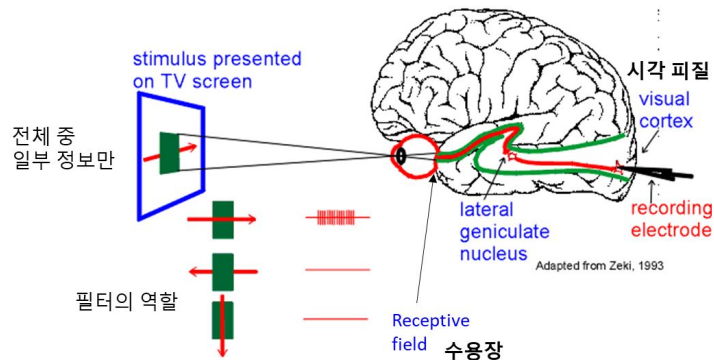 stimulus presented
on TV screen
전체 중
일부 정보만
시각 피질
visual
cortex
lateral
geniculate
nucleus
recording
electrode
Adapted from Zeki, 1993
필터의 역할
Receptive
field 수용장